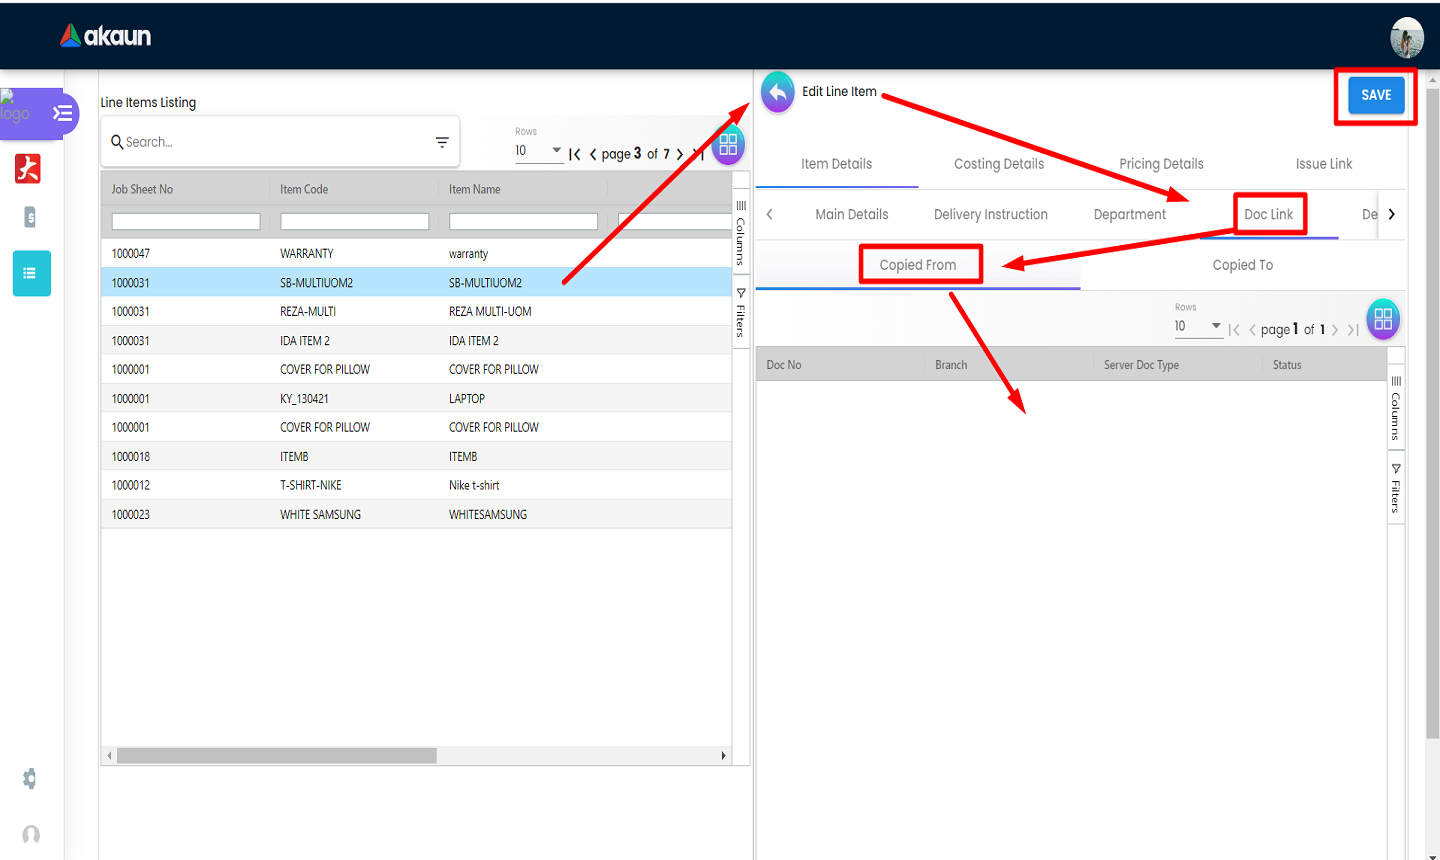 akaun
logo
Line Items Listing
Search...
Rows
10
page 3 of 7
Job Sheet No Item Code Item Name
1000047 WARRANTY warranty
1000031 SB-MULTIUOM2 SB-MULTIUOM2
1000031 REZA-MULTI REZA MULTI-UOM
1000031 IDA ITEM 2 IDA ITEM 2
1000001 COVER FOR PILLOW COVER FOR PILLOW
1000001 KY_130421 LAPTOP
1000001 COVER FOR PILLOW COVER FOR PILLOW
1000018 ITEMB ITEMB
1000012 T-SHIRT-NIKE Nike t-shirt
1000023 WHITE SAMSUNG WHITESAMSUNG
Columns
Filters
Edit Line Item
SAVE
Item Details Costing Details Pricing Details Issue Link
Main Details Delivery Instruction Department Doc Link De
Copied From Copied To
Rows
10
page 1 of 1
Doc No Branch Server Doc Type Status
Columns
Filters